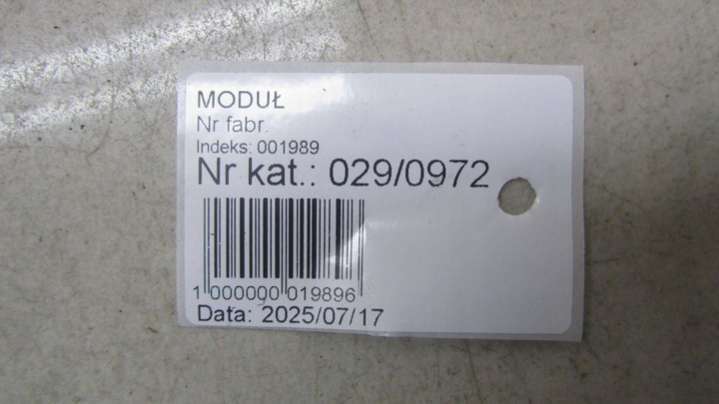 MODUŁ
Nr fabr.
Indeks: 001989
Nr kat.: 029/0972
1 000000 019896
Data: 2025/07/17